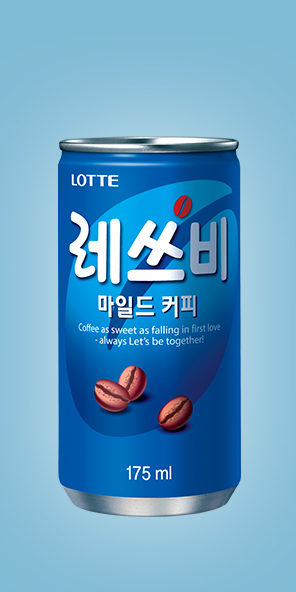 LOTTE
레쓰비
마일드 커피
Coffee as sweet as falling in first love
- always Let's be together!
175 ml